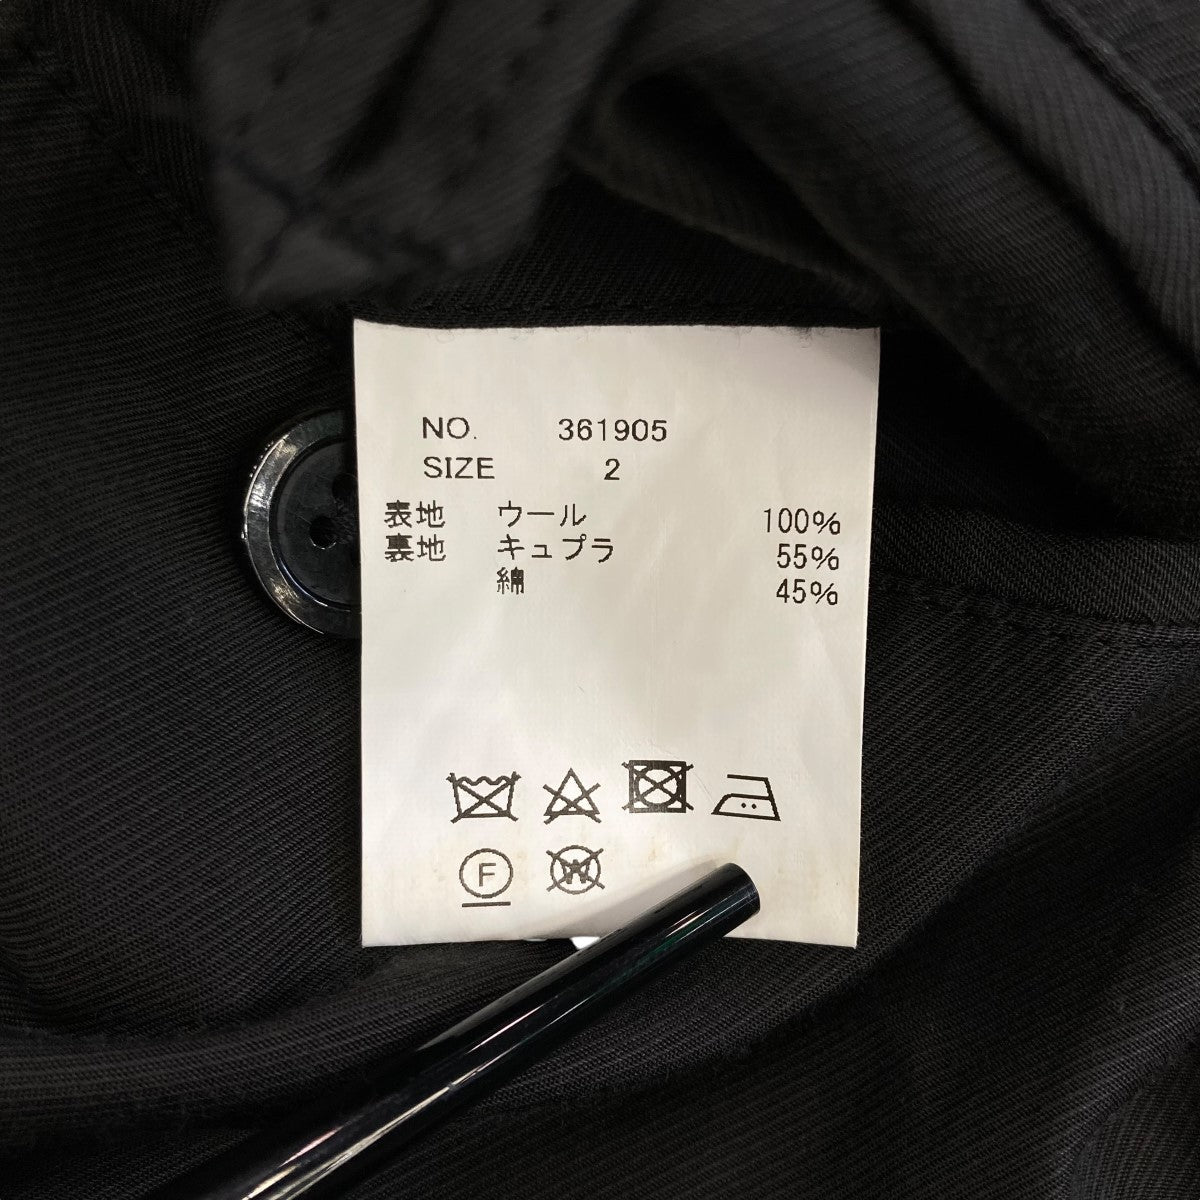 NO. 361905
SIZE 2
表地 ウール 100%
裏地 キュプラ 55%
綿 45%
F
W